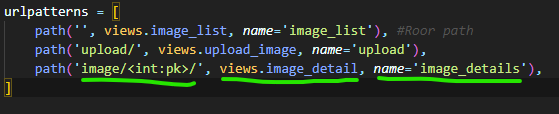 urlpatterns = [
path('', views.image_list, name='image_list'), #Roor path
path('upload/', views.upload_image, name='upload'),
path('image/<int:pk>/', views.image_detail, name='image_details'),
]